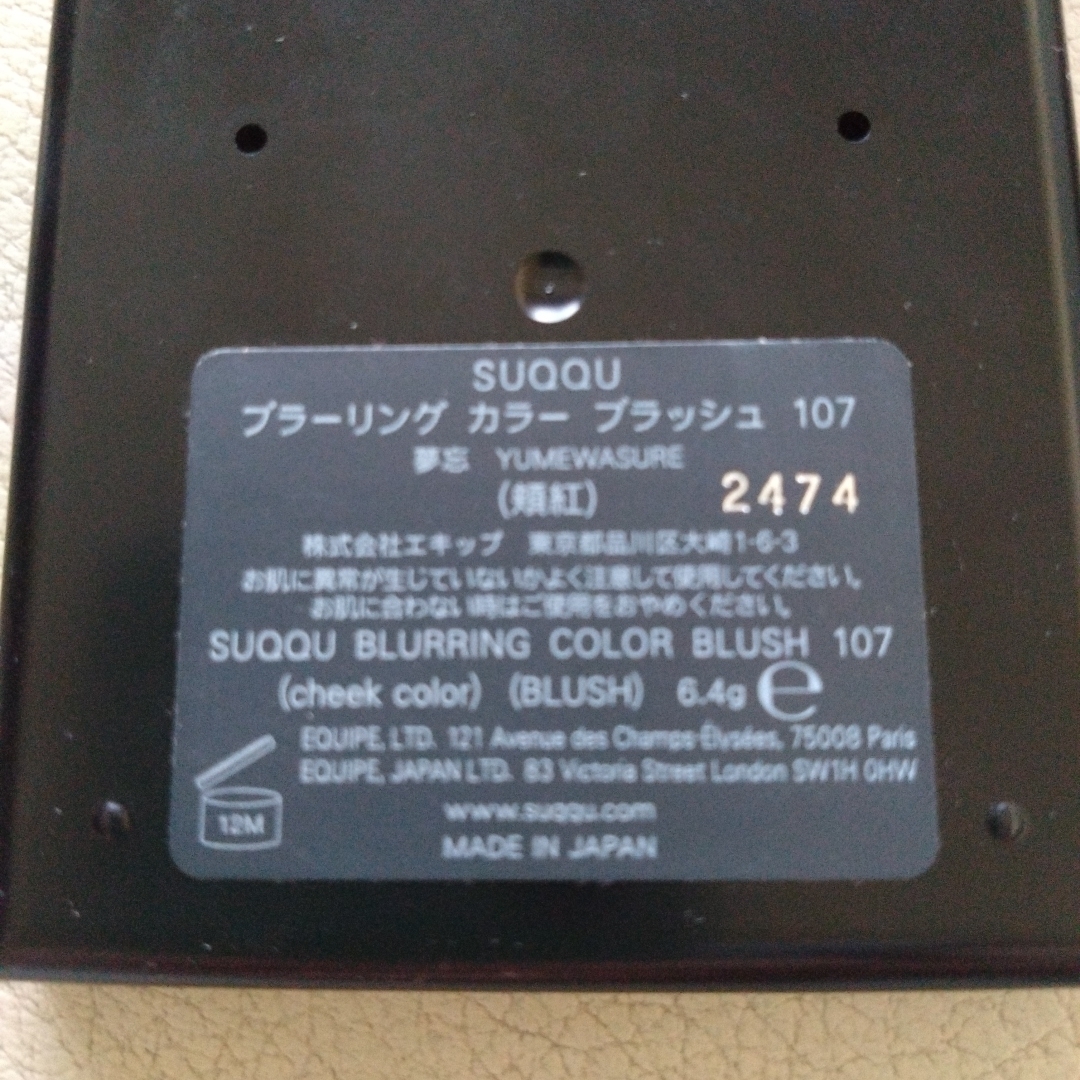 SUQQU
ブラーリング カラー ブラッシュ 107
夢忘 YUMEWASURE
(頬紅) 2474
株式会社エキップ 東京都品川区大崎1-6-3
お肌に異常が生じていないかよく注意して使用してください。
お肌に合わない時はご使用をおやめください。
SUQQU BLURRING COLOR BLUSH 107
(cheek color) (BLUSH) 6.4g ℮
EQUIPE, LTD. 121 Avenue des Champs-Élysées, 75008 Paris
EQUIPE, JAPAN LTD. 83 Victoria Street London SW1H 0HW
12M
www.suqqu.com
MADE IN JAPAN